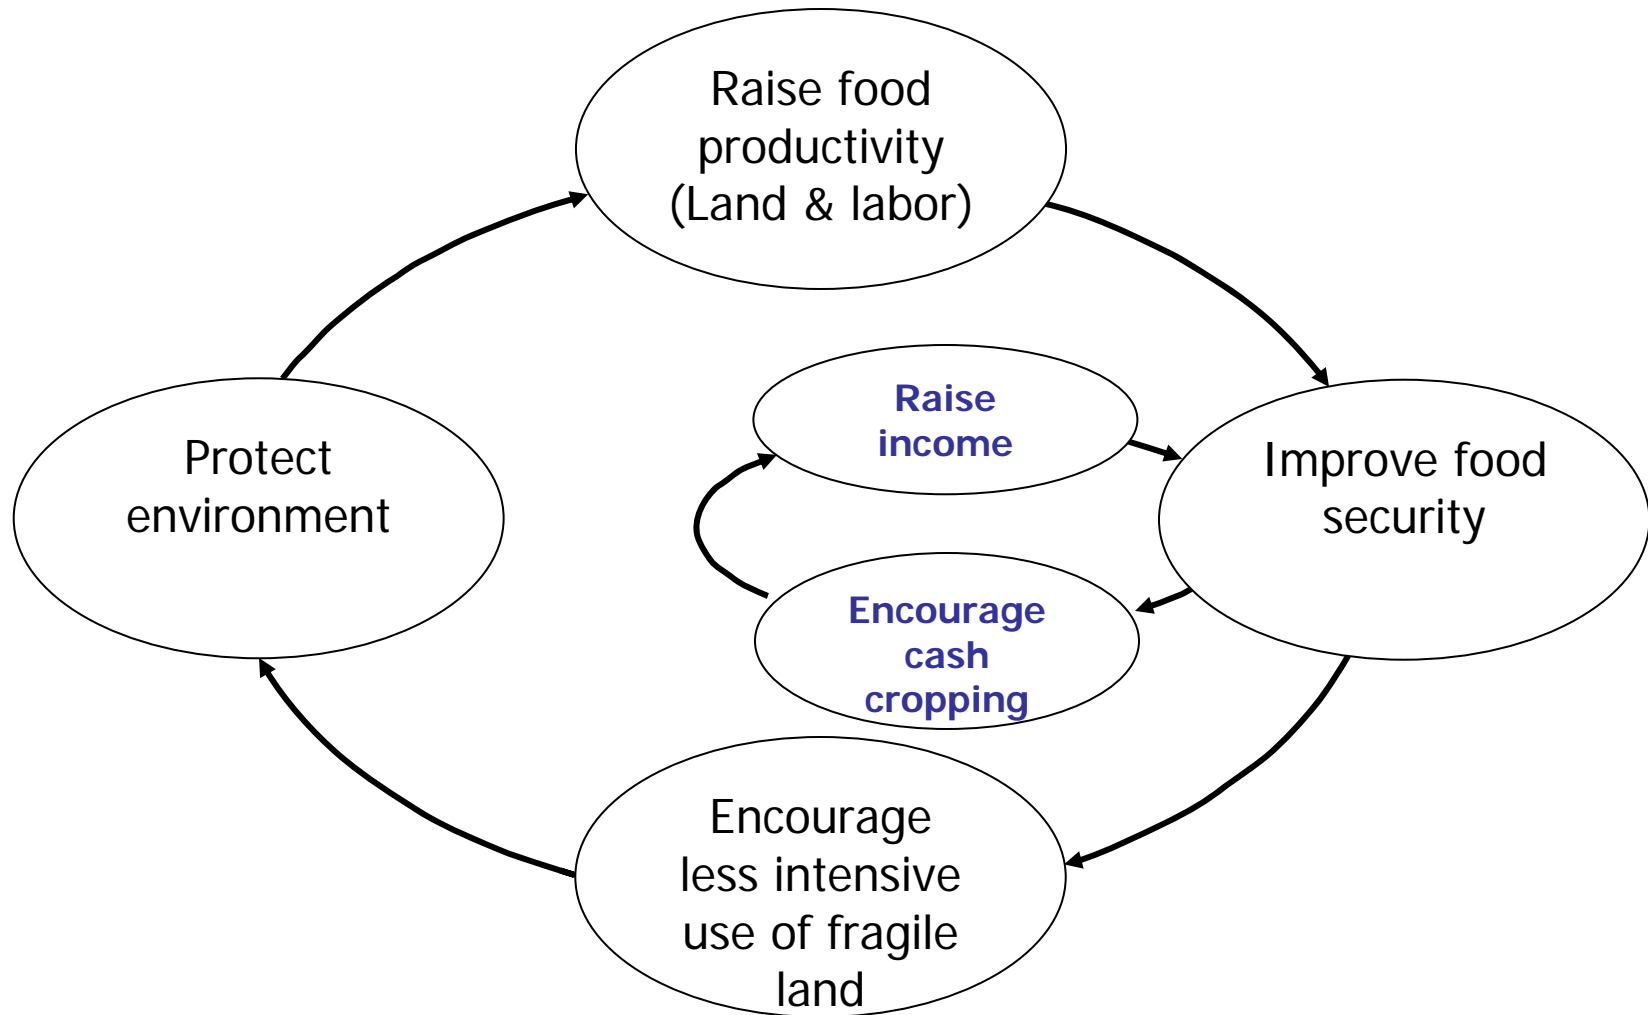 Raise food
productivity
(Land & labor)
Raise
income
Protect
environment
Improve food
security
Encourage
cash
cropping
Encourage
less intensive
use of fragile
land